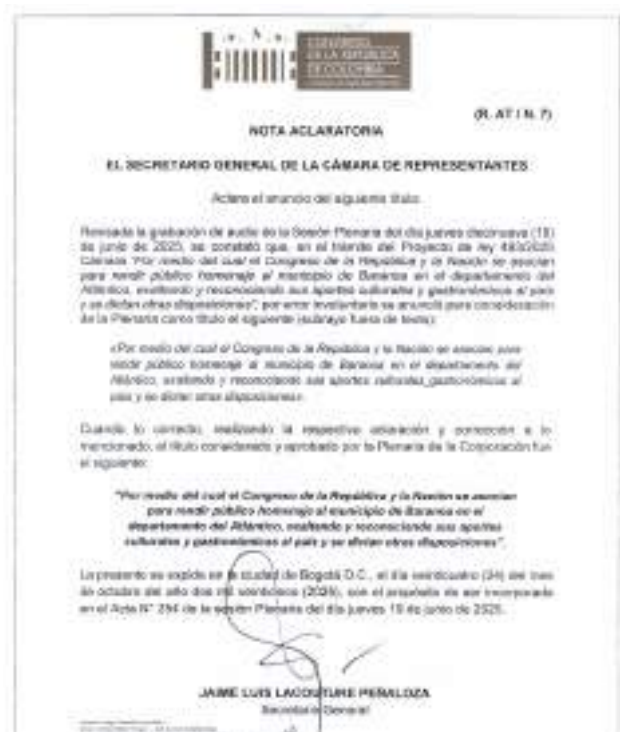 CONGRESO
DE LA REPÚBLICA
DE COLOMBIA
(R. AT I N. 7)
NOTA ACLARATORIA
EL SECRETARIO GENERAL DE LA CÁMARA DE REPRESENTANTES
Aclara el anuncio del siguiente título.
Revisada la grabación de audio de la Sesión Plenaria del día jueves diecinueve (19)
de junio de 2025, se constató que, en el trámite del Proyecto de ley
Cámara "Por medio del cual el Congreso de la República y la Nación se asocian
para rendir público homenaje al municipio de Baranoa en el departamento del
Atlántico, exaltando y reconociendo sus aportes culturales y gastronómicos al país
y se dictan otras disposiciones", por error involuntario se anunció para consideración
de la Plenaria como título el siguiente (subrayo fuera de texto):
«Por medio del cual el Congreso de la República y la Nación se asocian para
rendir público homenaje al municipio de Baranoa en el departamento del
Atlántico, exaltando y reconociendo sus aportes culturales, gastronómicos al
país y se dictan otras disposiciones»
Cuando lo correcto, realizando la respectiva aclaración y corrección a lo
mencionado, el título considerado y aprobado por la Plenaria de la Corporación fue
el siguiente:
"Por medio del cual el Congreso de la República y la Nación se asocian
para rendir público homenaje al municipio de Baranoa en el
departamento del Atlántico, exaltando y reconociendo sus aportes
culturales y gastronómicos al país y se dictan otras disposiciones".
La presente se expide en la ciudad de Bogotá D.C., el día veinticuatro (24) del mes
de octubre del año dos mil veinticinco (2025), con el propósito de ser incorporada
en el Acta N° 254 de la sesión Plenaria del día jueves 19 de junio de 2025.
JAIME LUIS LACOUTURE PEÑALOZA
Secretario General